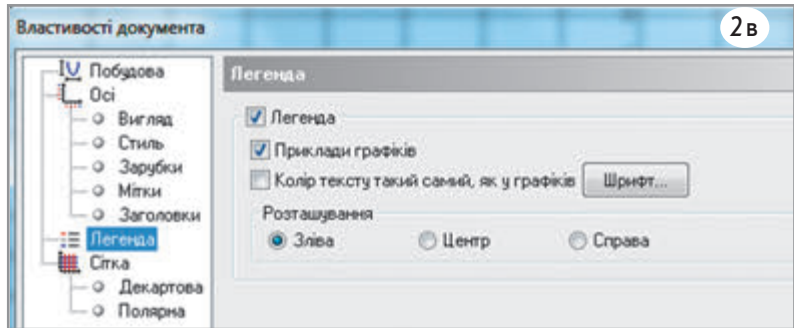 Властивості документа
2в
Побудова
Осі
Вигляд
Стиль
Зарубки
Мітки
Заголовки
Легенда
Сітка
Декартова
Полярна
Легенда
Легенда
Приклади графіків
Колір тексту такий самий, як у графіків Шрифт...
Розташування
Зліва Центр Справа